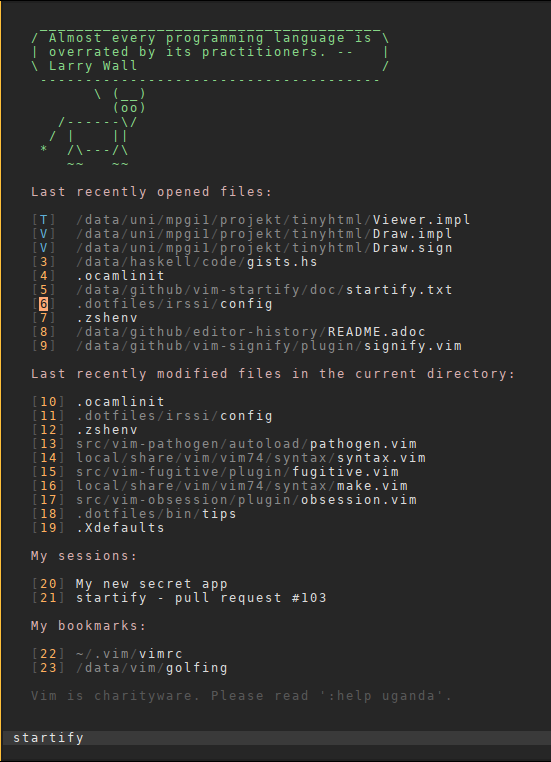 ______________________________________
/ Almost every programming language is \
| overrated by its practitioners. --   |
\ Larry Wall                           /
 --------------------------------------
       \ (__)
         (oo)
   /------\/
  / |    ||
 *  /\---/\
    ~~   ~~
Last recently opened files:
[T]  /data/uni/mpgi1/projekt/tinyhtml/Viewer.impl
[V]  /data/uni/mpgi1/projekt/tinyhtml/Draw.impl
[V]  /data/uni/mpgi1/projekt/tinyhtml/Draw.sign
[3]  /data/haskell/code/gists.hs
[4]  .ocamlinit
[5]  /data/github/vim-startify/doc/startify.txt
[6]  .dotfiles/irssi/config
[7]  .zshenv
[8]  /data/github/editor-history/README.adoc
[9]  /data/github/vim-signify/plugin/signify.vim
Last recently modified files in the current directory:
[10] .ocamlinit
[11] .dotfiles/irssi/config
[12] .zshenv
[13] src/vim-pathogen/autoload/pathogen.vim
[14] local/share/vim/vim74/syntax/syntax.vim
[15] src/vim-fugitive/plugin/fugitive.vim
[16] local/share/vim/vim74/syntax/make.vim
[17] src/vim-obsession/plugin/obsession.vim
[18] .dotfiles/bin/tips
[19] .Xdefaults
My sessions:
[20] My new secret app
[21] startify - pull request #103
My bookmarks:
[22] ~/.vim/vimrc
[23] /data/vim/golfing
Vim is charityware. Please read ':help uganda'.
startify